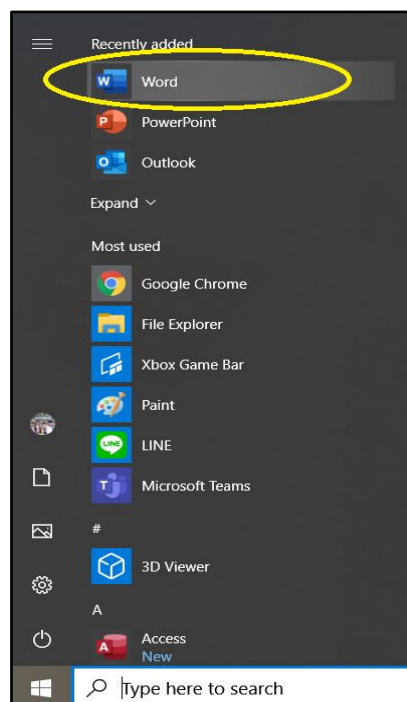 Recently added
Word
PowerPoint
Outlook
Expand
Most used
Google Chrome
File Explorer
Xbox Game Bar
Paint
LINE
Microsoft Teams
#
3D Viewer
A
Access
New
Type here to search